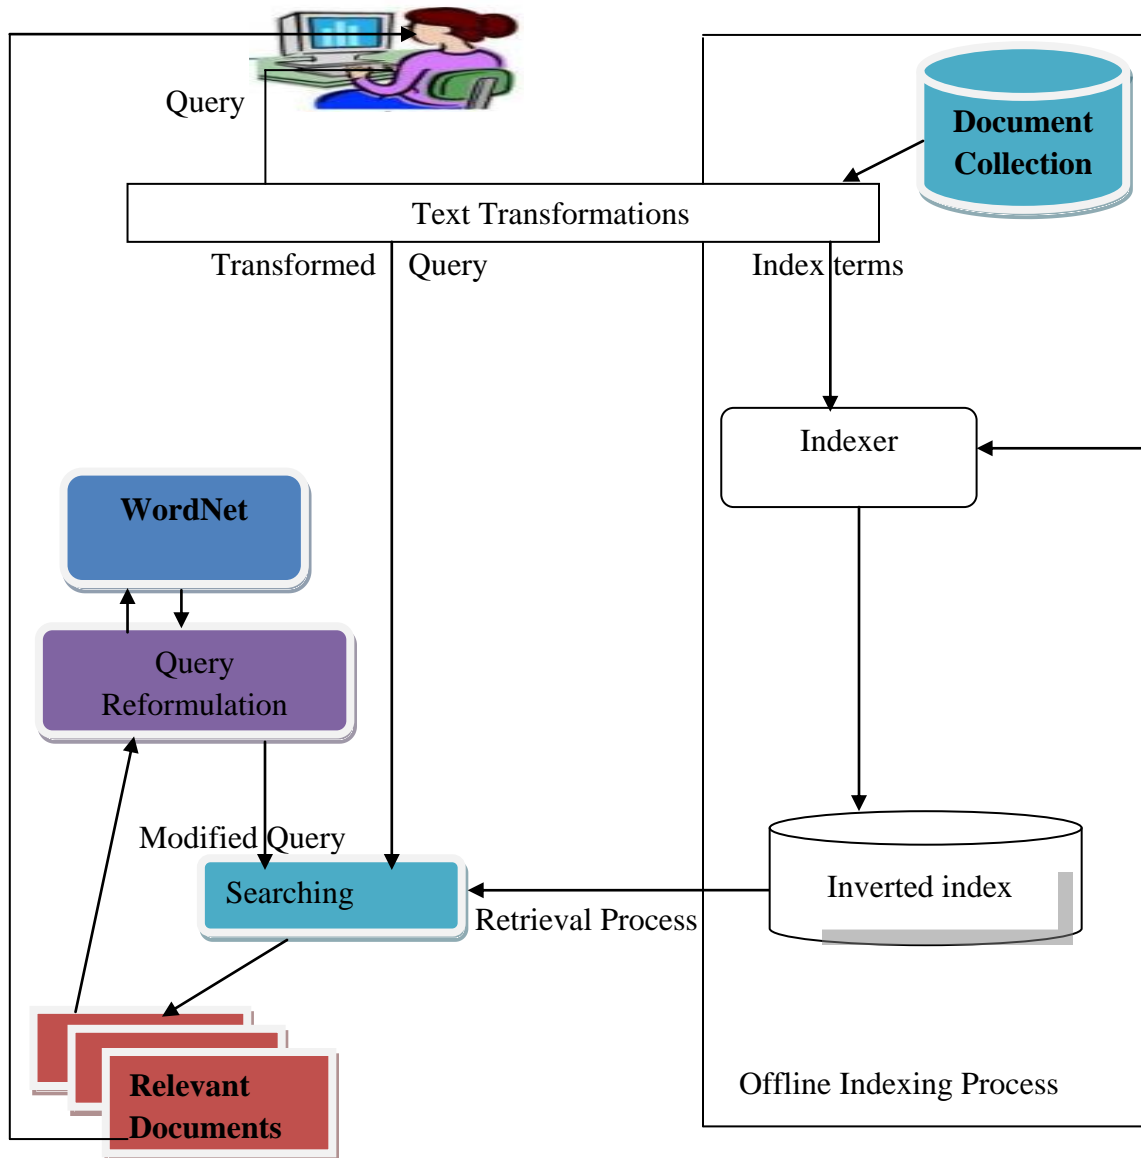 Query
Document
Collection
Text Transformations
Transformed Query
Index terms
Indexer
WordNet
Query
Reformulation
Modified Query
Searching
Inverted index
Retrieval Process
Relevant
Documents
Offline Indexing Process